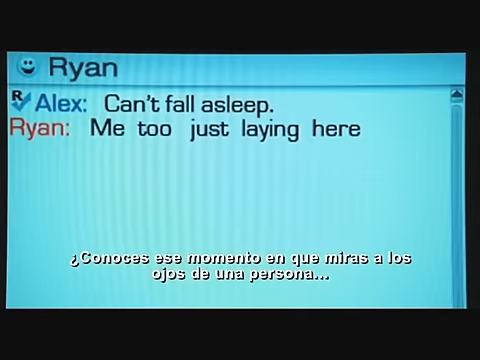 Ryan
R Alex: Can't fall asleep.
Ryan: Me too just laying here
¿Conoces ese momento en que miras a los
ojos de una persona...